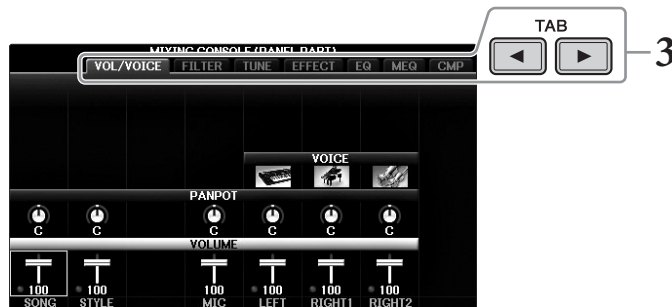 TAB
3
MIXING CONSOLE (PANEL PART)
VOL/VOICE FILTER TUNE EFFECT EQ MEQ CMP
VOICE
PANPOT
C C C C C C
VOLUME
100 100 100 100 100 100
SONG STYLE MIC LEFT RIGHT1 RIGHT2